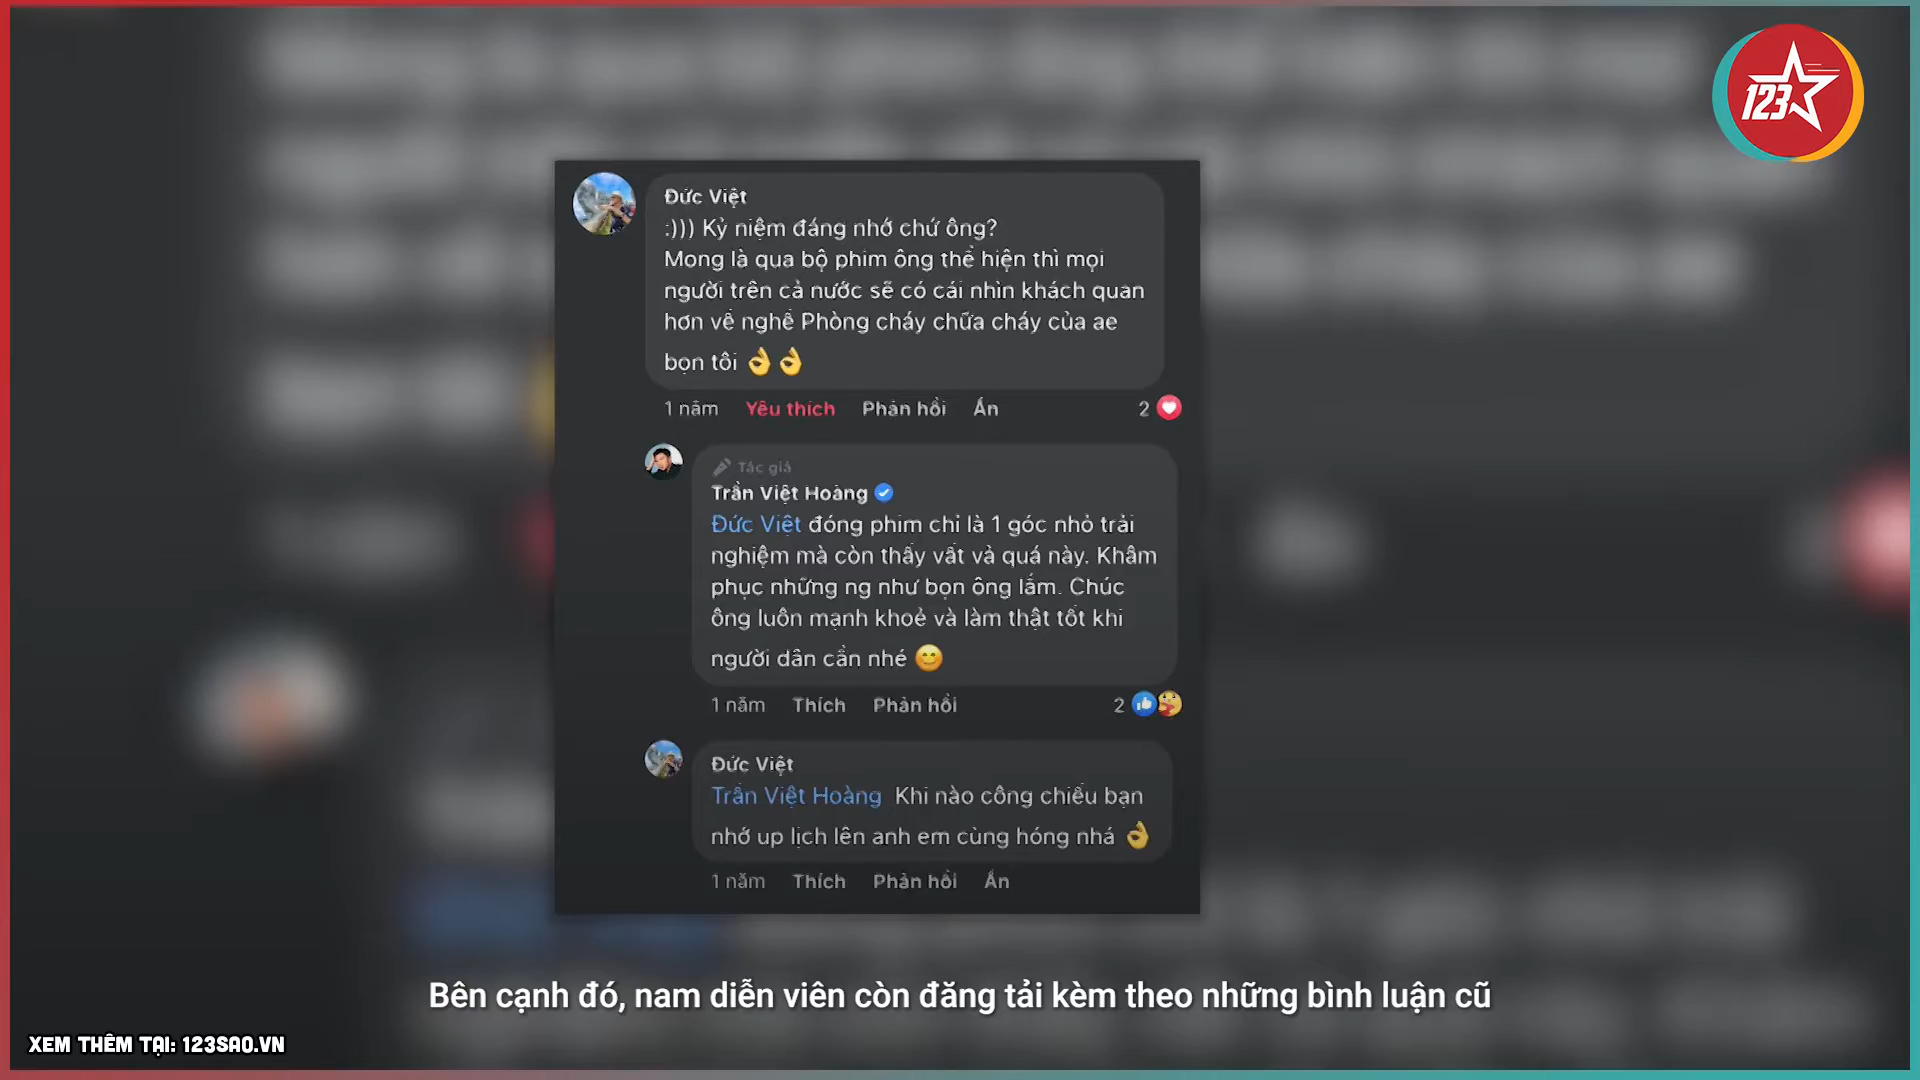 123
Đức Việt
:))) Kỷ niệm đáng nhớ chứ ông?
Mong là qua bộ phim ông thể hiện thì mọi
người trên cả nước sẽ có cái nhìn khách quan
hơn về nghề Phòng cháy chữa cháy của ae
bọn tôi 👌👌
1 năm Yêu thích Phản hồi Ẩn 2
Tác giả
Trần Việt Hoàng
Đức Việt đóng phim chỉ là 1 góc nhỏ trải
nghiệm mà còn thấy vất vả quá này. Khâm
phục những ng như bọn ông lắm. Chúc
ông luôn mạnh khoẻ và làm thật tốt khi
người dân cần nhé 😊
1 năm Thích Phản hồi 2
Đức Việt
Trần Việt Hoàng Khi nào công chiếu bạn
nhớ up lịch lên anh em cùng hóng nhá 👌
1 năm Thích Phản hồi Ẩn
Bên cạnh đó, nam diễn viên còn đăng tải kèm theo những bình luận cũ
XEM THÊM TẠI: 123SAO.VN